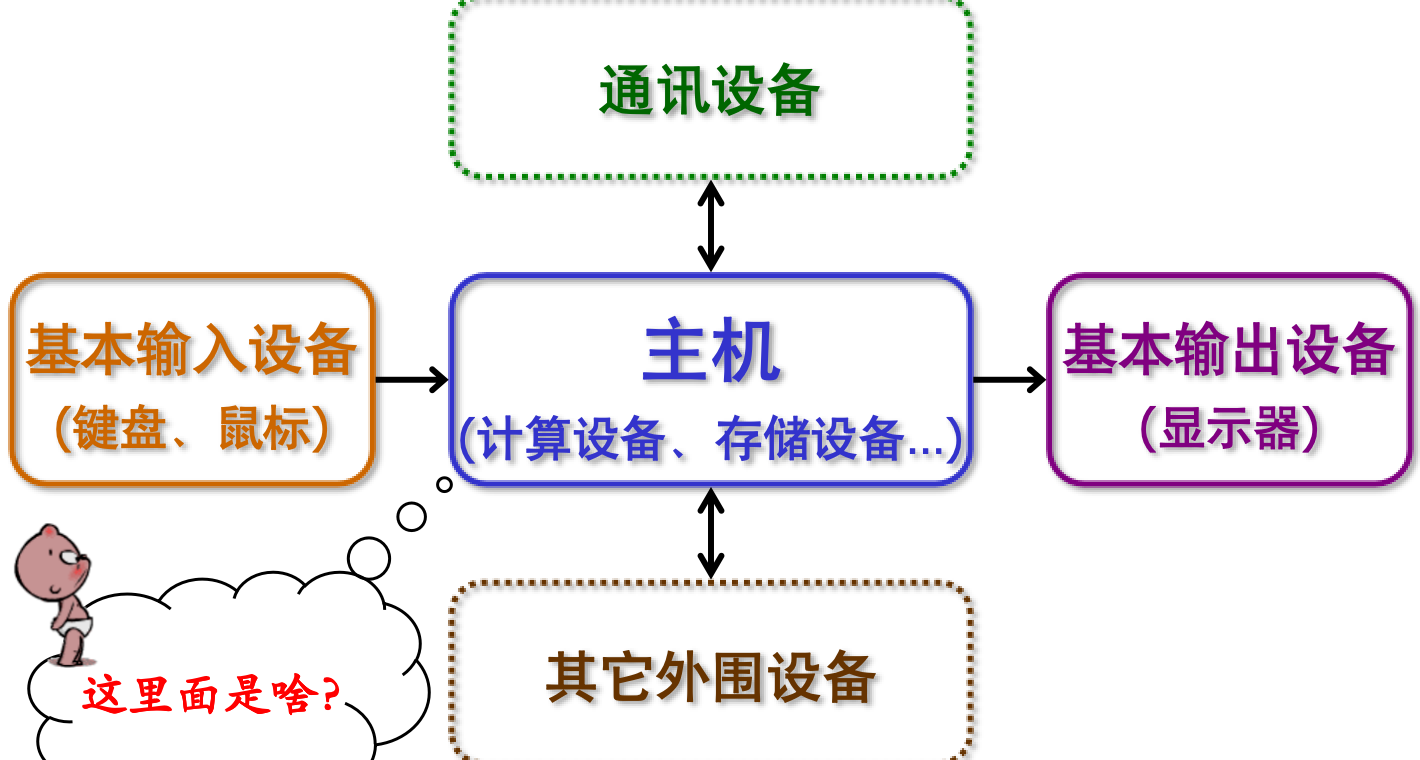 通讯设备
基本输入设备
(键盘、鼠标)
主机
(计算设备、存储设备...)
基本输出设备
(显示器)
其它外围设备
这里面是啥?